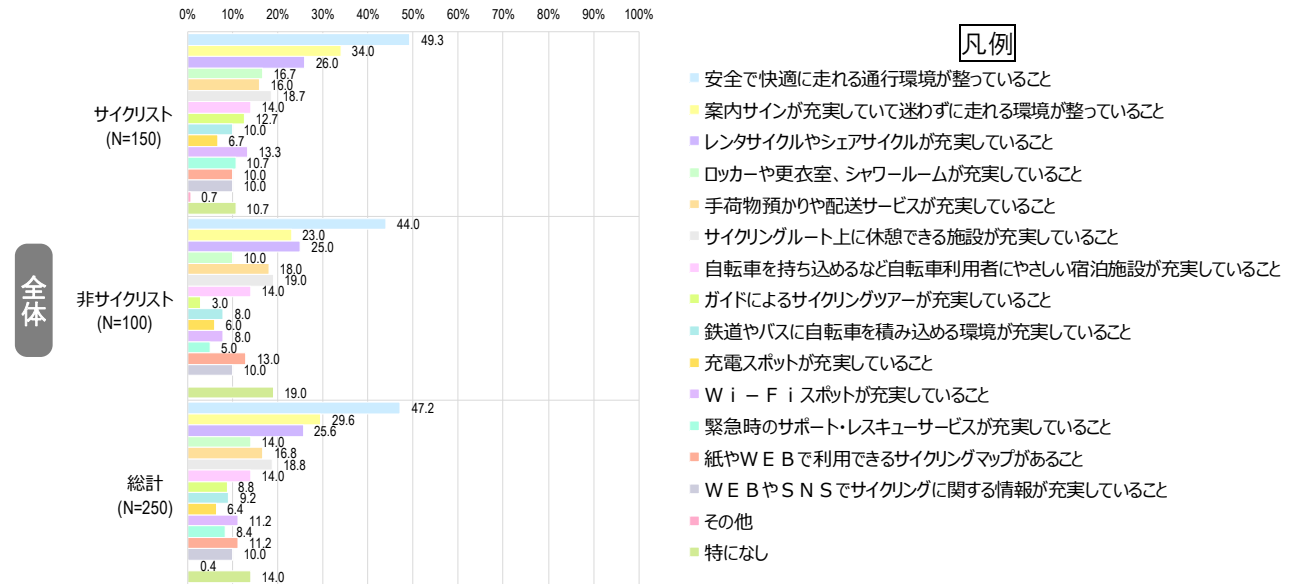 0% 10% 20% 30% 40% 50% 60% 70% 80% 90% 100%
全体
サイクリスト
(N=150)
49.3
34.0
26.0
16.7
16.0
18.7
14.0
12.7
10.0
6.7
13.3
10.7
10.0
10.0
0.7
10.7
非サイクリスト
(N=100)
44.0
23.0
25.0
10.0
18.0
19.0
14.0
3.0
8.0
6.0
8.0
5.0
13.0
10.0
19.0
総計
(N=250)
47.2
29.6
25.6
14.0
16.8
18.8
14.0
8.8
9.2
6.4
11.2
8.4
11.2
10.0
0.4
14.0
凡例
安全で快適に走れる通行環境が整っていること
案内サインが充実していて迷わずに走れる環境が整っていること
レンタサイクルやシェアサイクルが充実していること
ロッカーや更衣室、シャワールームが充実していること
手荷物預かりや配送サービスが充実していること
サイクリングルート上に休憩できる施設が充実していること
自転車を持ち込めるなど自転車利用者にやさしい宿泊施設が充実していること
ガイドによるサイクリングツアーが充実していること
鉄道やバスに自転車を積み込める環境が充実していること
充電スポットが充実していること
Ｗｉ－Ｆｉスポットが充実していること
緊急時のサポート・レスキューサービスが充実していること
紙やＷＥＢで利用できるサイクリングマップがあること
ＷＥＢやＳＮＳでサイクリングに関する情報が充実していること
その他
特になし